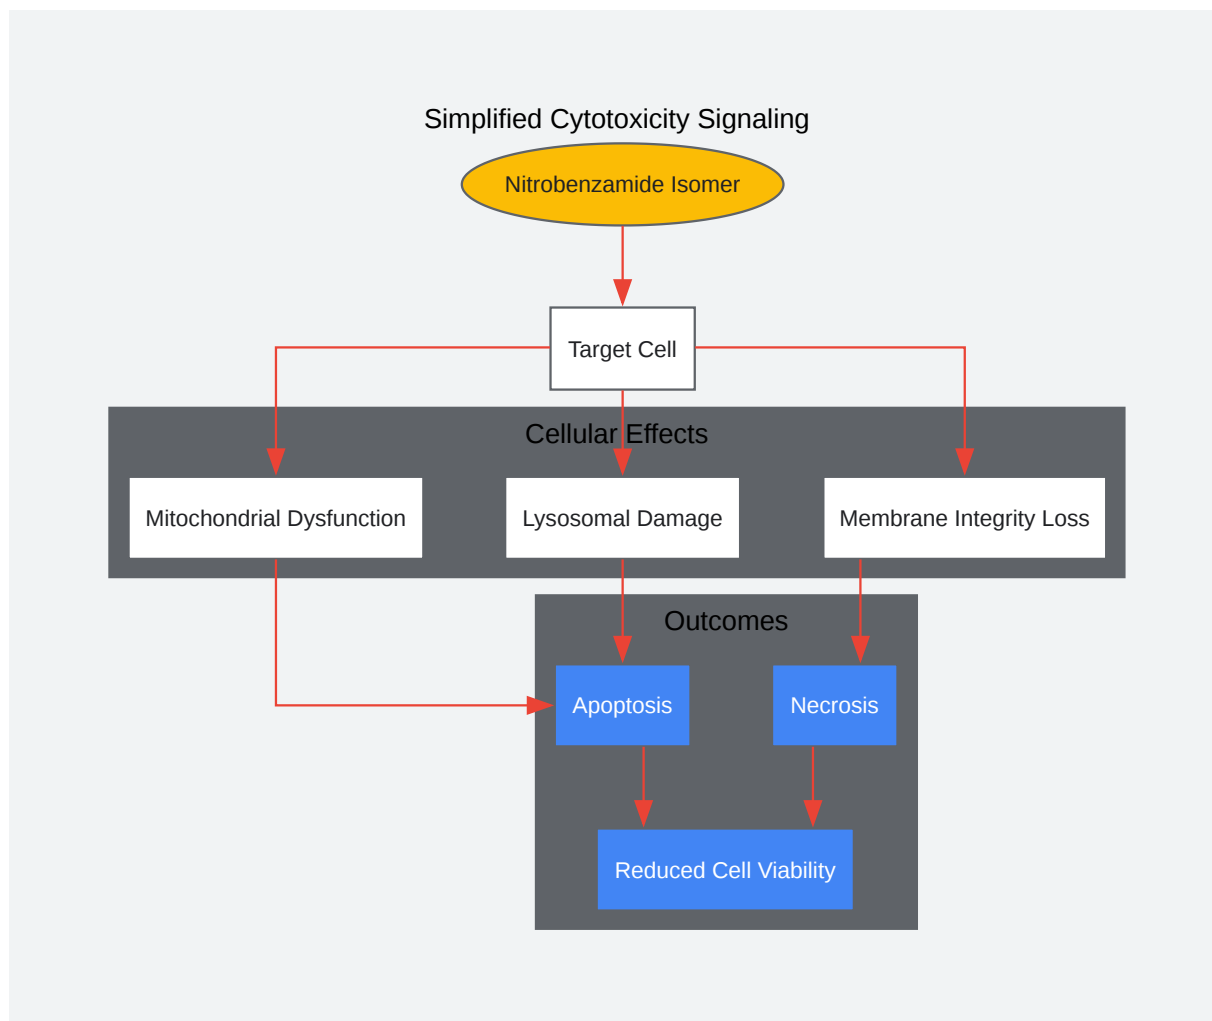 Simplified Cytotoxicity Signaling
Nitrobenzamide Isomer
Target Cell
Cellular Effects
Mitochondrial Dysfunction
Lysosomal Damage
Membrane Integrity Loss
Outcomes
Apoptosis
Necrosis
Reduced Cell Viability